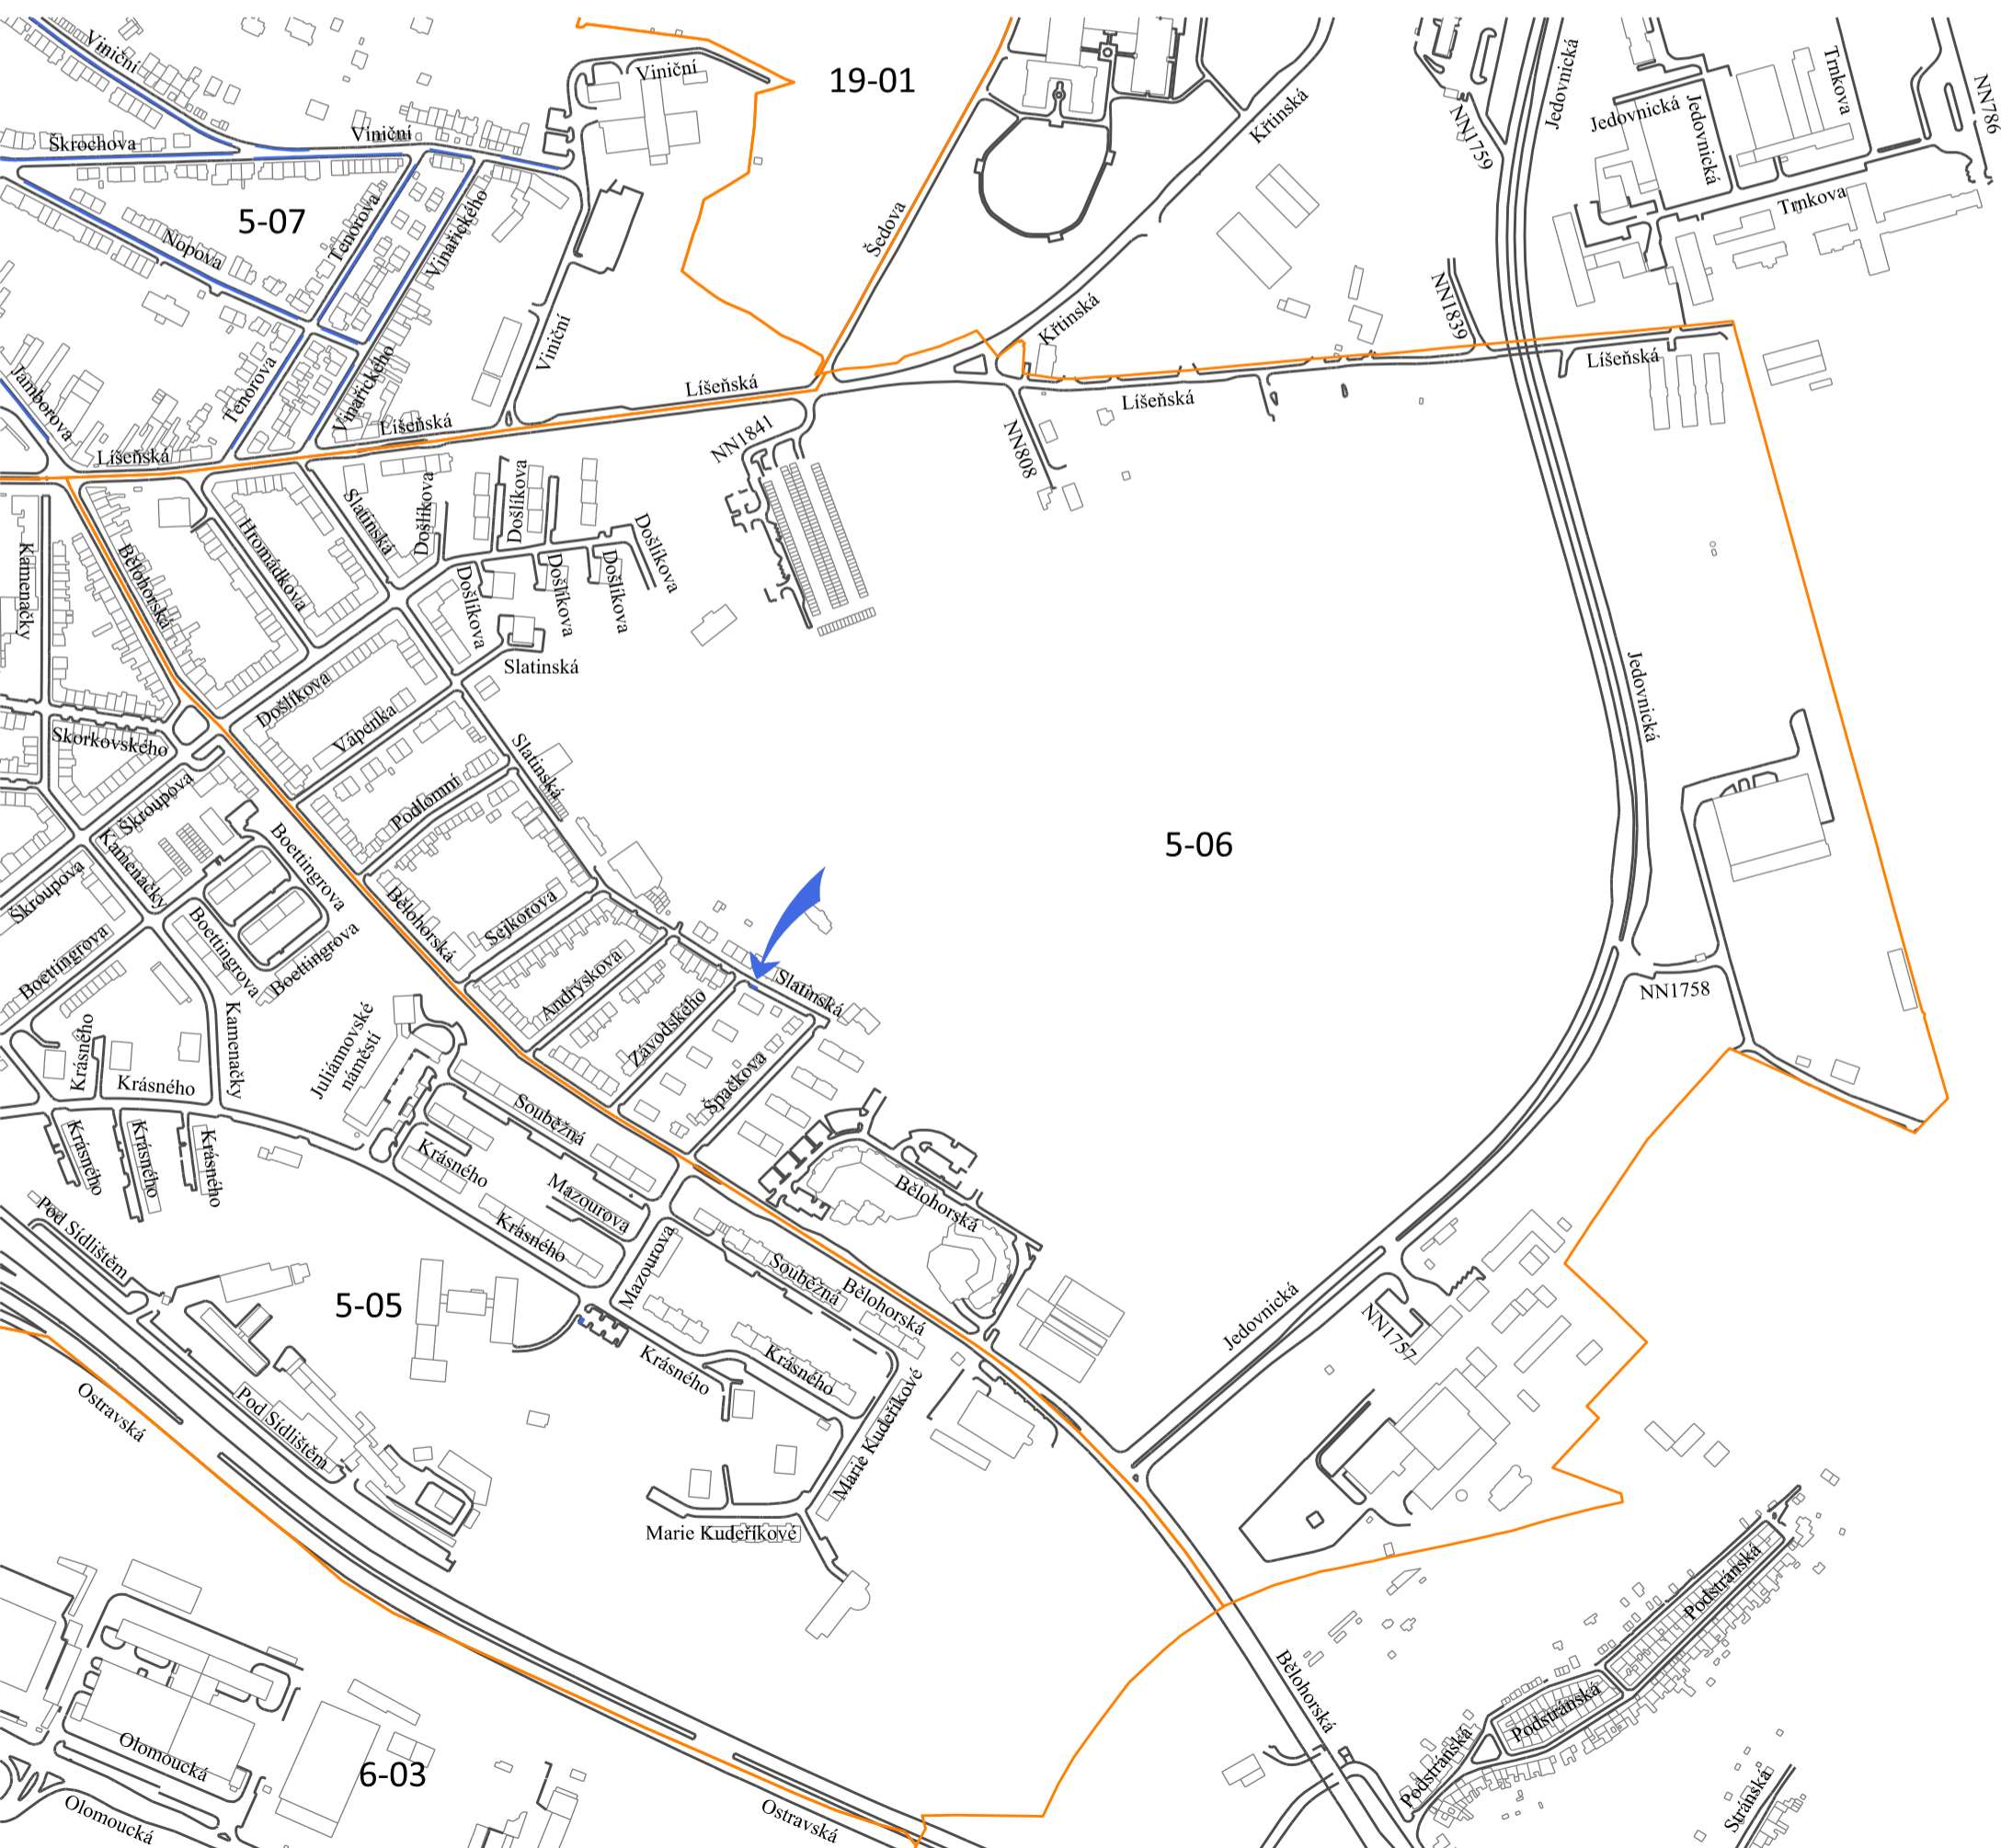 Viniční
Viniční
19-01
Jedovnická
Trnkova
NN786
Jedovnická
Jedovnická
Křtinská
NN1759
Škrochova
Viniční
5-07
Tenorova
Vinařického
Nopova
Šedova
Trnkova
Křtinská
NN1839
Viniční
Líšeňská
Jamborova
Tenorova
Vinařického
Líšeňská
Líšeňská
Líšeňská
Líšeňská
NN1841
NN808
Kamenačky
Bělohorská
Hromádkova
Slatinská
Došlíkova
Došlíkova
Došlíkova
Došlíkova
Došlíkova
Došlíkova
Slatinská
Došlíkova
Vápenka
Skorkovského
Jedovnická
Slatinská
Podlomní
Škroupova
Kamenačky
Boettingrova
5-06
Škroupova
Boettingrova
Boettingrova
Boettingrova
Bělohorská
Sejkorova
Andrýskova
Závodského
Slatinská
NN1758
Kamenačky
Krásného
Krásného
Juliánnovské
náměstí
Špačkova
Souběžná
Krásného
Krásného
Krásného
Krásného
Mazourova
Krásného
Bělohorská
Pod Sídlištěm
Mazourova
Souběžná
Bělohorská
5-05
Jedovnická
NN1757
Krásného
Krásného
Marie Kudeříkové
Ostravská
Pod Sídlištěm
Marie Kudeříkové
Podstránská
Bělohorská
Podstránská
Podstránská
Olomoucká
6-03
Olomoucká
Ostravská
Stránská